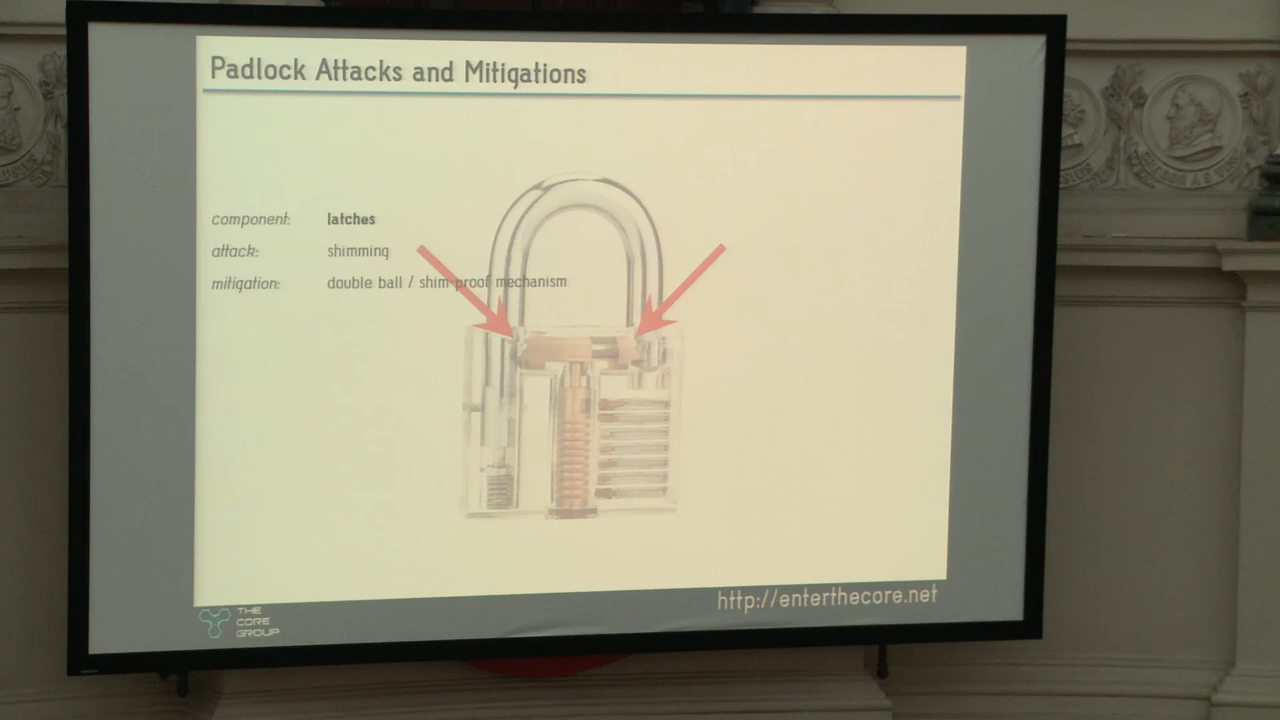 Padlock Attacks and Mitigations
component: latches
attack: shimming
mitigation: double ball / shim-proof mechanism
http://enterthecore.net
THE
CORE
GROUP